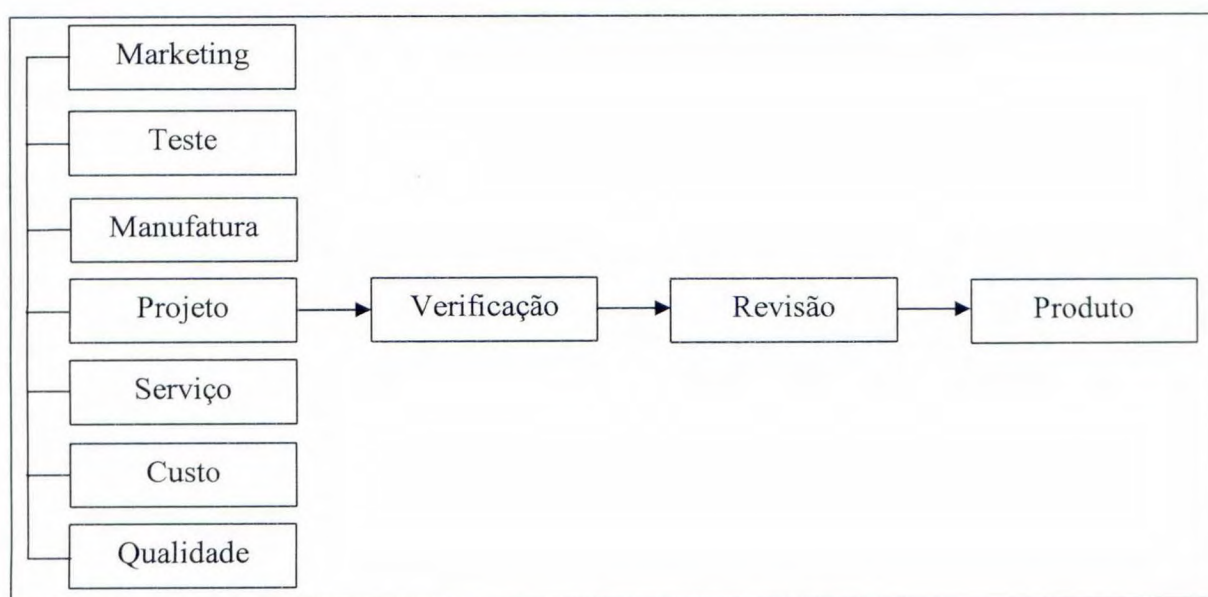 Marketing
Teste
Manufatura
Projeto
Verificação
Revisão
Produto
Serviço
Custo
Qualidade